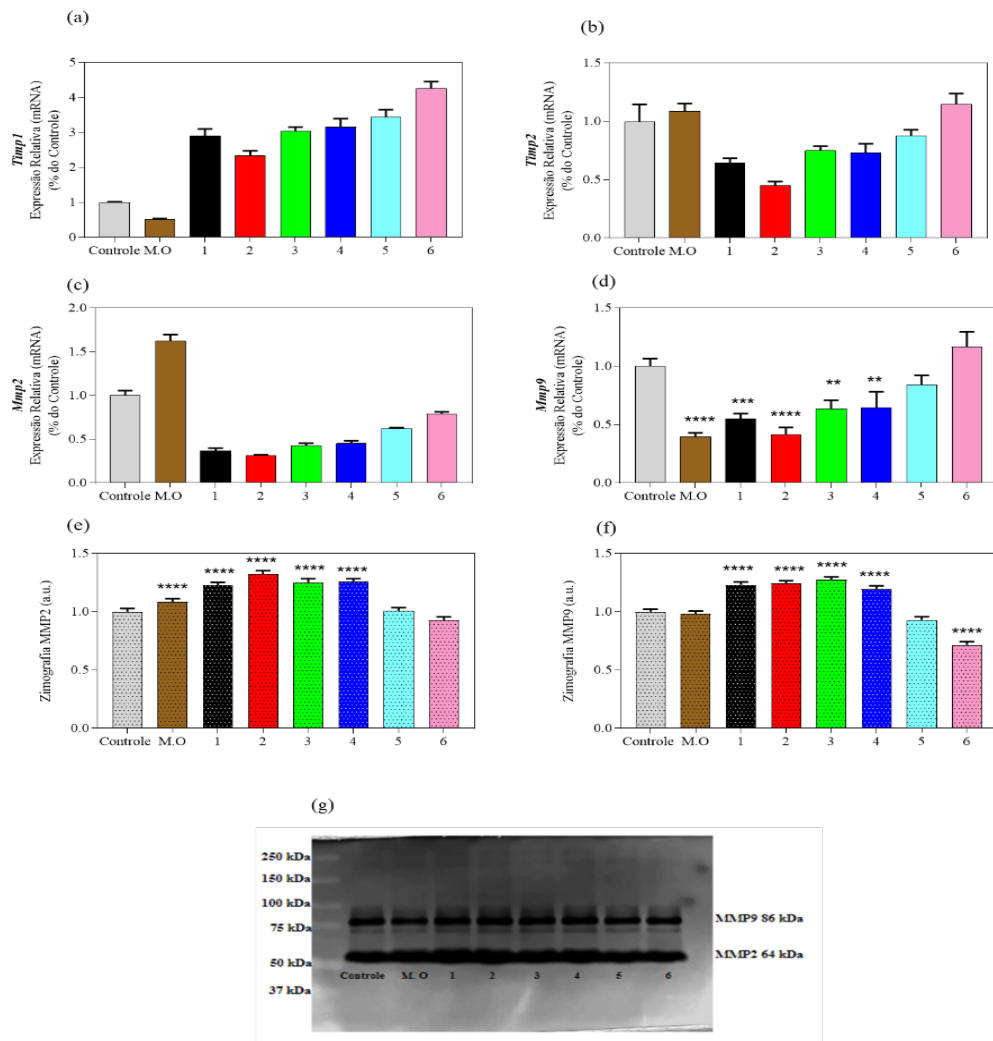 (a)
Timp1
Expressão Relativa (mRNA)
(% do Controle)
5
4
3
2
1
0
Controle M.O 1 2 3 4 5 6
(b)
Timp2
Expressão Relativa (mRNA)
(% do Controle)
1.5
1.0
0.5
0.0
Controle M.O 1 2 3 4 5 6
(c)
Mmp2
Expressão Relativa (mRNA)
(% do Controle)
2.0
1.5
1.0
0.5
0.0
Controle M.O 1 2 3 4 5 6
(d)
Mmp9
Expressão Relativa (mRNA)
(% do Controle)
1.5
1.0
0.5
0.0
**** *** **** ** **
Controle M.O 1 2 3 4 5 6
(e)
Zimografia MMP2 (a.u.)
1.5
1.0
0.5
0.0
**** **** **** **** ****
Controle M.O 1 2 3 4 5 6
(f)
Zimografia MMP9 (a.u.)
1.5
1.0
0.5
0.0
**** **** **** **** ****
Controle M.O 1 2 3 4 5 6
(g)
250 kDa
150 kDa
100 kDa
75 kDa
50 kDa
37 kDa
MMP9 86 kDa
MMP2 64 kDa
Controle M. O 1 2 3 4 5 6